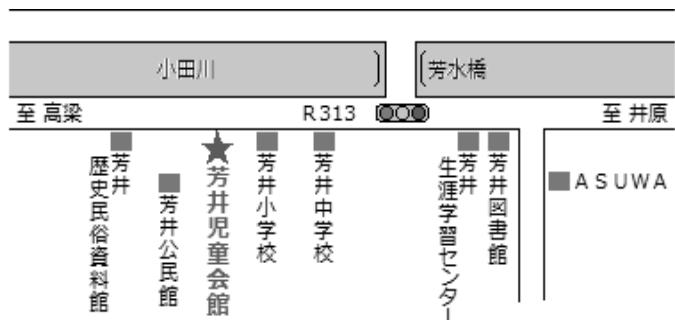 小田川
芳水橋
至 高梁
R313
至 井原
芳井
歴史民俗資料館
芳井公民館
芳井児童会館
芳井小学校
芳井中学校
芳井
生涯学習センター
芳井図書館
ASUWA